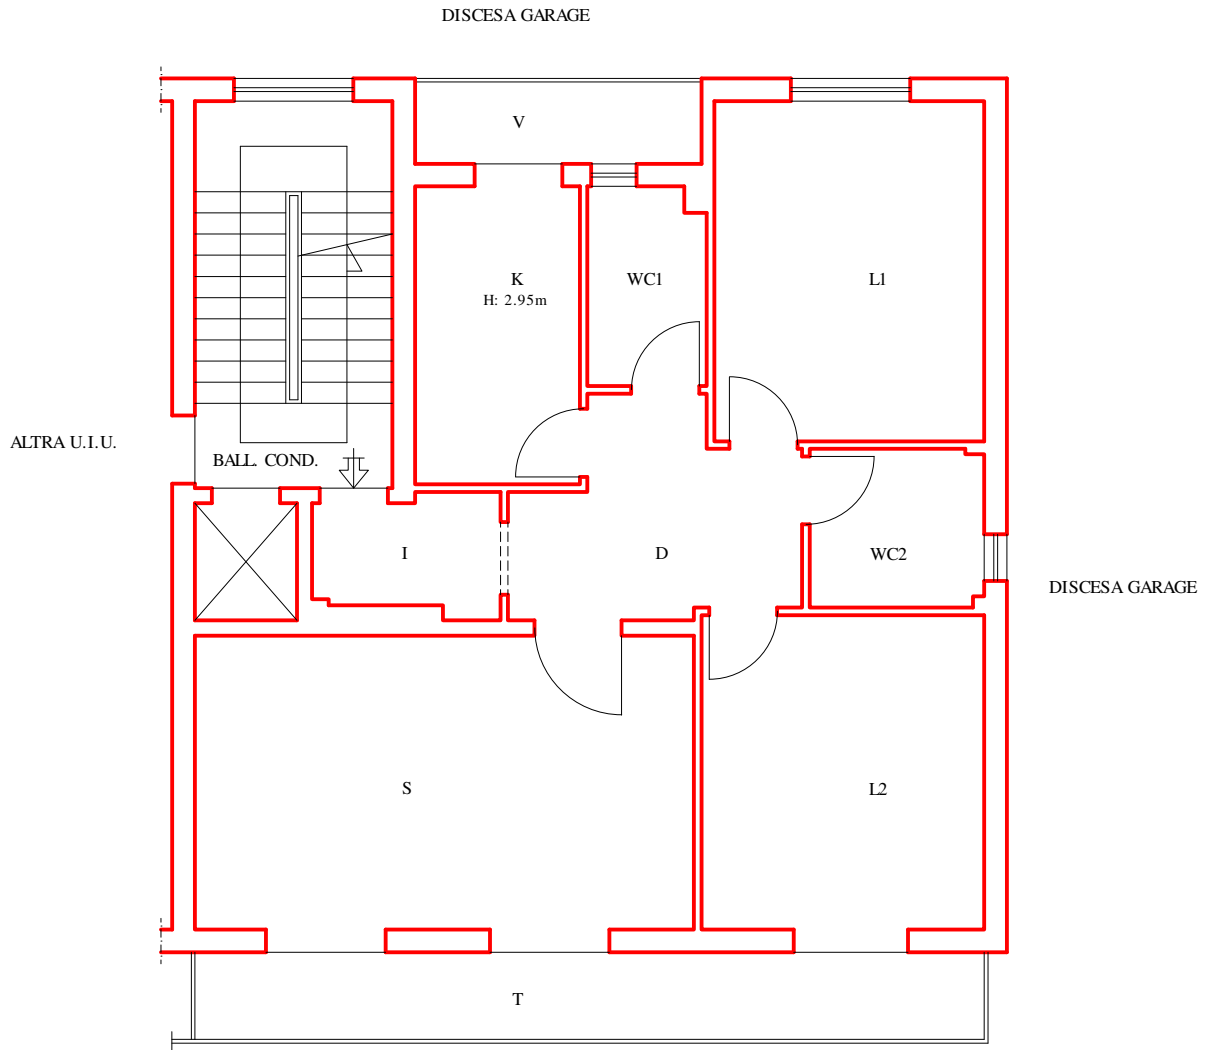 DISCESA GARAGE
V
K
H: 2.95m
WC1
L1
ALTRA U.I.U.
BALL. COND.
I
D
WC2
DISCESA GARAGE
S
L2
T